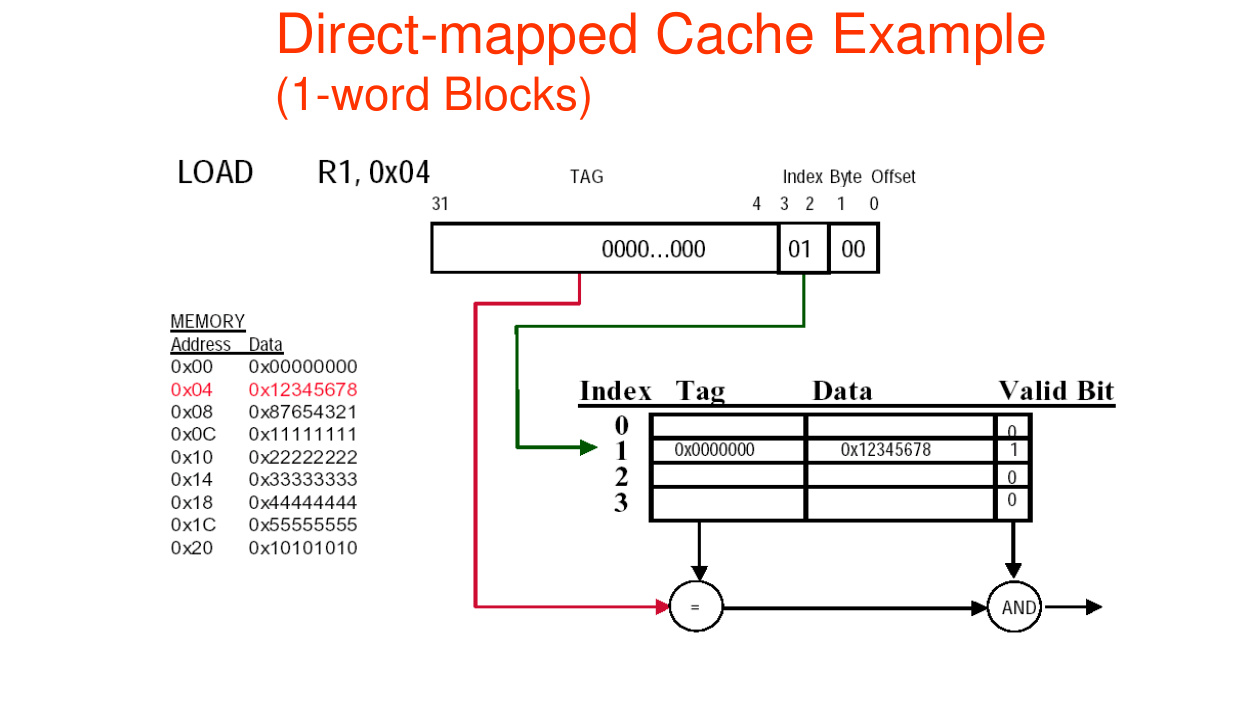 Direct-mapped Cache Example
(1-word Blocks)
LOAD R1, 0x04
TAG Index Byte Offset
31 4 3 2 1 0
0000...000 01 00
MEMORY
Address Data
0x00 0x00000000
0x04 0x12345678
0x08 0x87654321
0x0C 0x11111111
0x10 0x22222222
0x14 0x33333333
0x18 0x44444444
0x1C 0x55555555
0x20 0x10101010
Index Tag Data Valid Bit
0 0
1 0x0000000 0x12345678 1
2 0
3 0
= AND